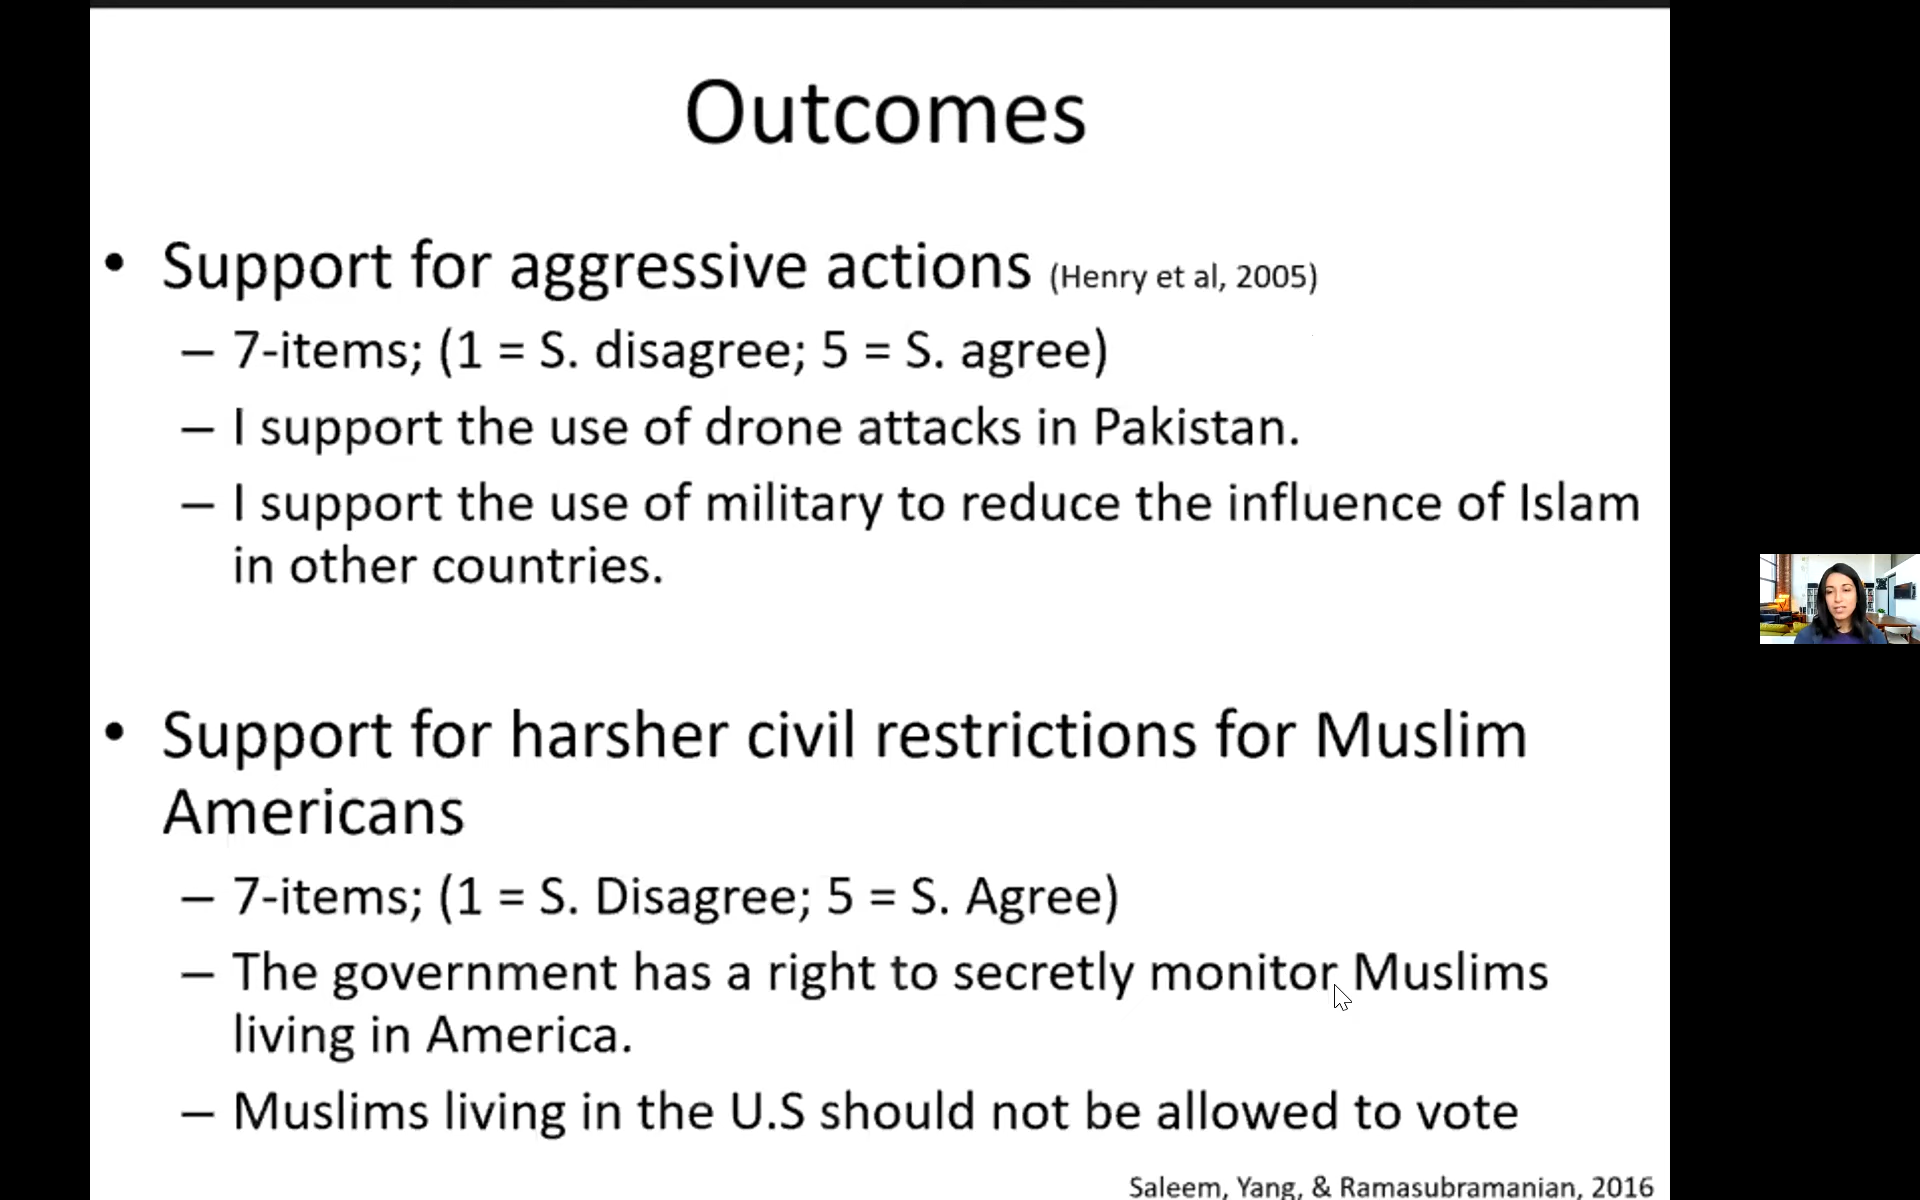 Outcomes
• Support for aggressive actions (Henry et al, 2005)
– 7-items; (1 = S. disagree; 5 = S. agree)
– I support the use of drone attacks in Pakistan.
– I support the use of military to reduce the influence of Islam
in other countries.
• Support for harsher civil restrictions for Muslim
Americans
– 7-items; (1 = S. Disagree; 5 = S. Agree)
– The government has a right to secretly monitor Muslims
living in America.
– Muslims living in the U.S should not be allowed to vote
Saleem, Yang, & Ramasubramanian, 2016